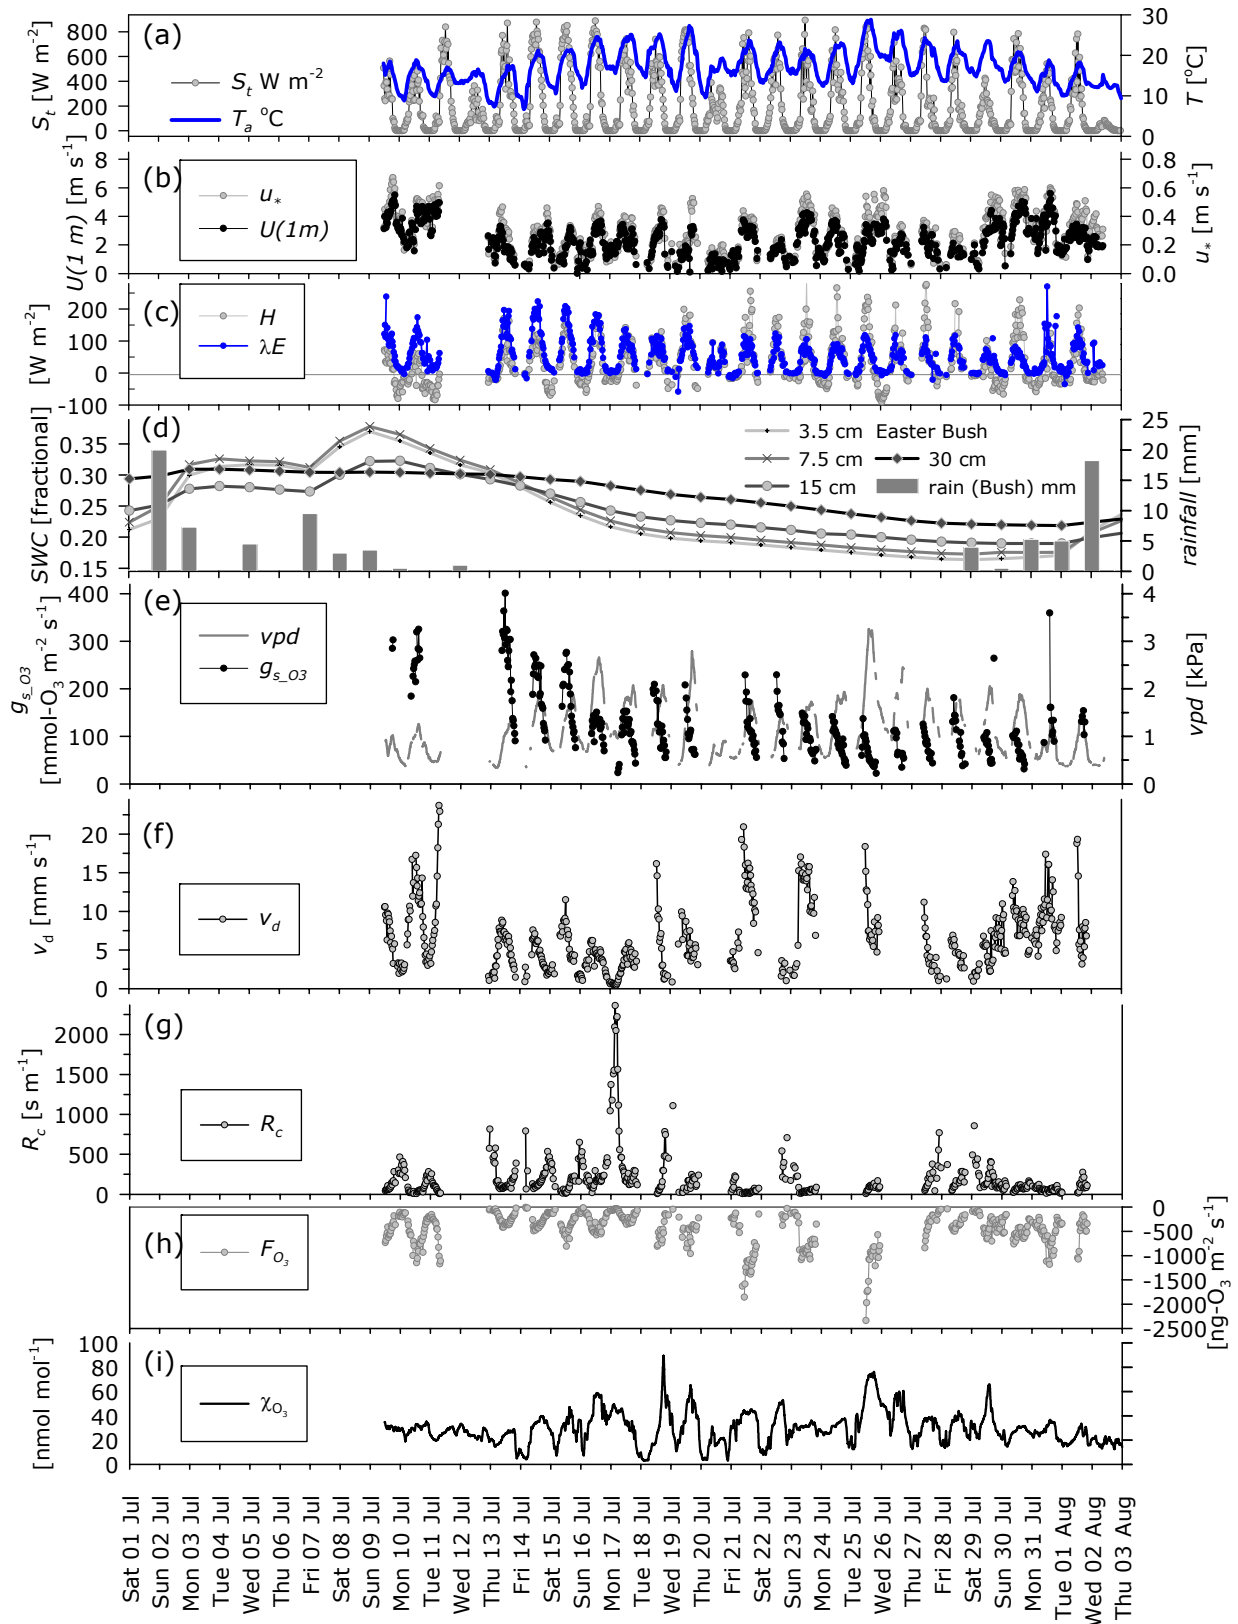 (a)
S_t [W m⁻²]
800
600
400
200
0
S_t W m⁻²
T_a °C
30
20
10
0
T [°C]
(b)
U(1 m) [m s⁻¹]
8
6
4
2
0
u_*
U(1m)
0.8
0.6
0.4
0.2
0.0
u_* [m s⁻¹]
(c)
[W m⁻²]
200
100
0
-100
H
λE
(d)
SWC [fractional]
0.35
0.30
0.25
0.20
0.15
3.5 cm Easter Bush
7.5 cm
30 cm
15 cm
rain (Bush) mm
25
20
15
10
5
0
rainfall [mm]
(e)
g_{s_O3}
[mmol-O₃ m⁻² s⁻¹]
400
300
200
100
0
vpd
g_{s_O3}
4
3
2
1
0
vpd [kPa]
(f)
v_d [mm s⁻¹]
20
15
10
5
0
v_d
(g)
R_c [s m⁻¹]
2000
1500
1000
500
0
R_c
(h)
F_{O₃}
0
-500
-1000
-1500
-2000
-2500
[ng-O₃ m⁻² s⁻¹]
(i)
[nmol mol⁻¹]
100
80
60
40
20
0
χ_{O₃}
Sat 01 Jul
Sun 02 Jul
Mon 03 Jul
Tue 04 Jul
Wed 05 Jul
Thu 06 Jul
Fri 07 Jul
Sat 08 Jul
Sun 09 Jul
Mon 10 Jul
Tue 11 Jul
Wed 12 Jul
Thu 13 Jul
Fri 14 Jul
Sat 15 Jul
Sun 16 Jul
Mon 17 Jul
Tue 18 Jul
Wed 19 Jul
Thu 20 Jul
Fri 21 Jul
Sat 22 Jul
Sun 23 Jul
Mon 24 Jul
Tue 25 Jul
Wed 26 Jul
Thu 27 Jul
Fri 28 Jul
Sat 29 Jul
Sun 30 Jul
Mon 31 Jul
Tue 01 Aug
Wed 02 Aug
Thu 03 Aug